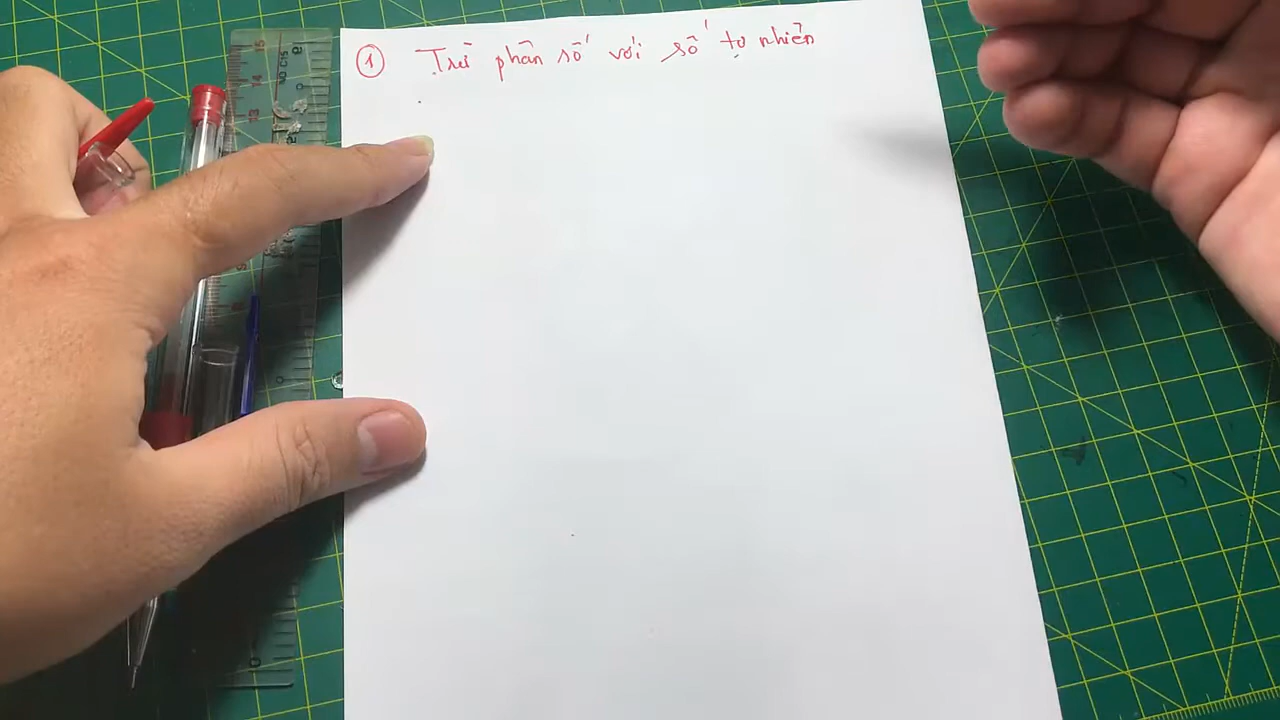 ① Trừ phân số với số tự nhiên